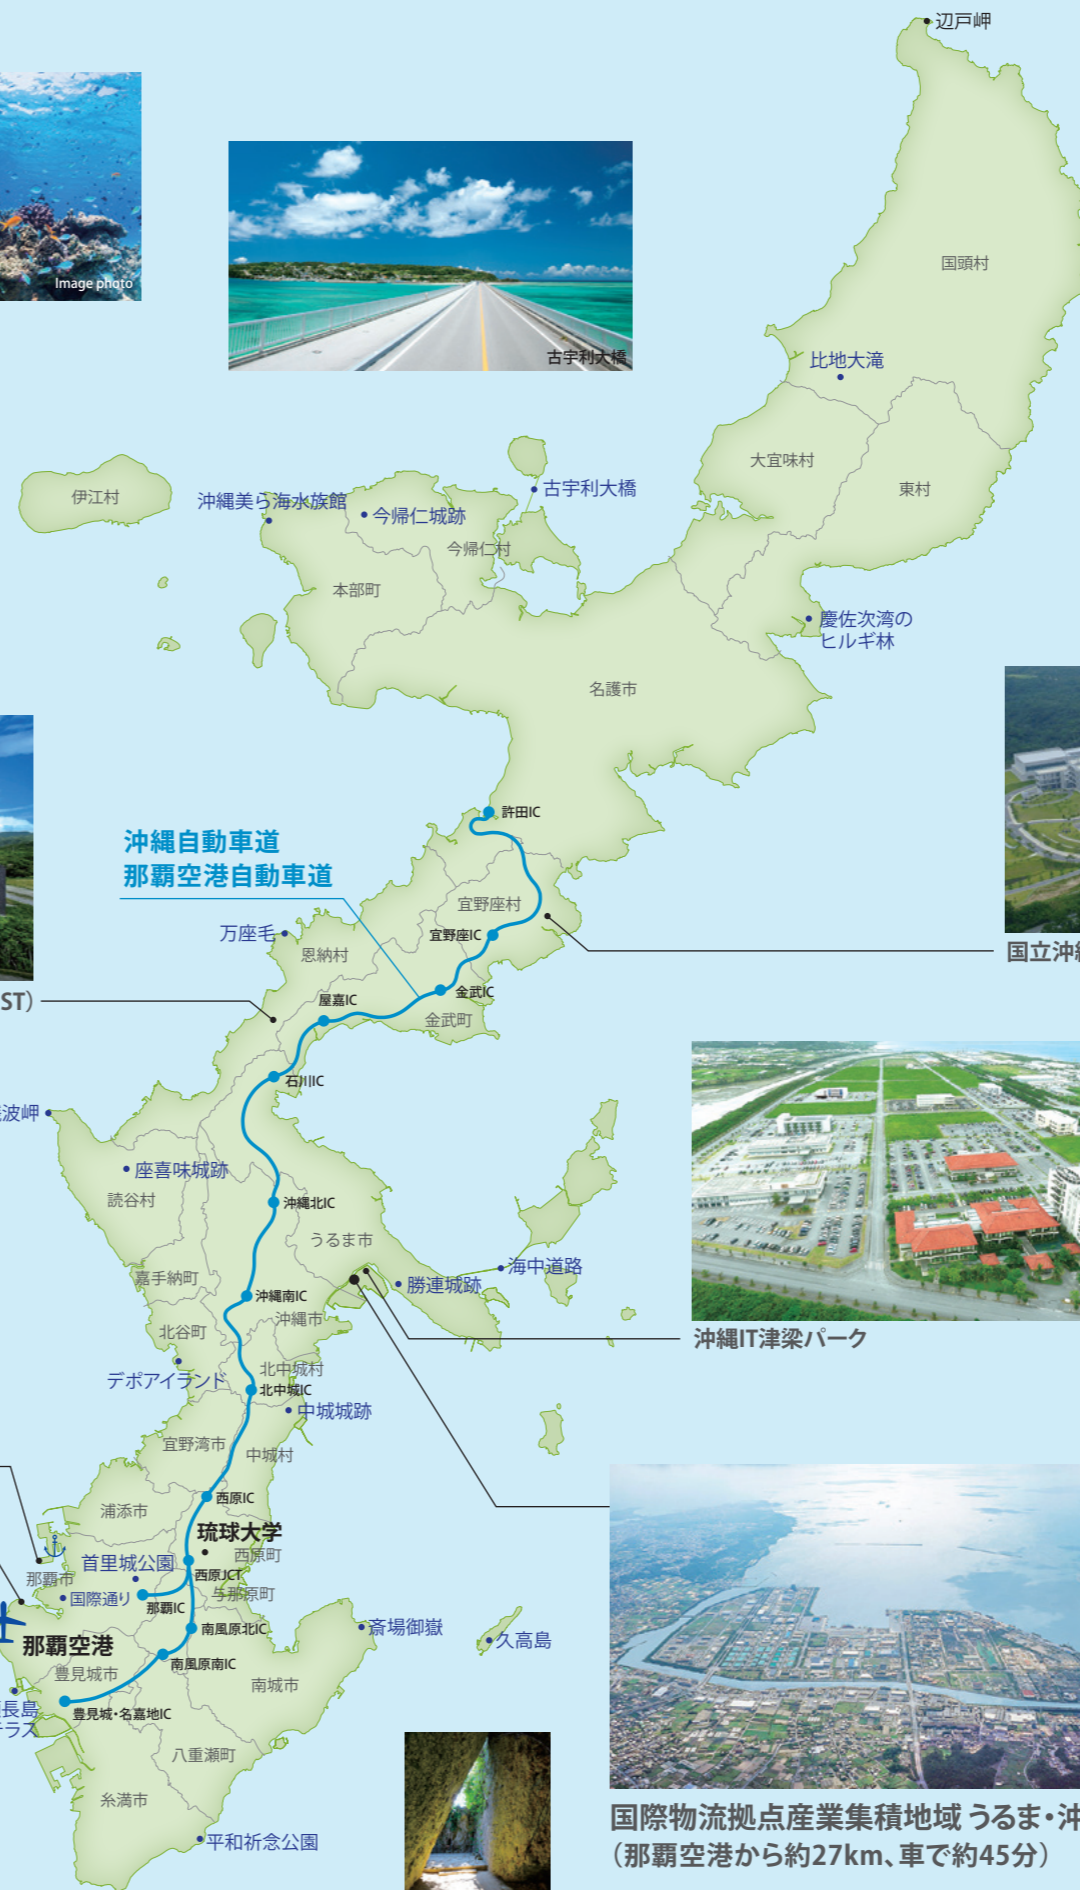 辺戸岬
Image photo
古宇利大橋
国頭村
比地大滝
大宜味村
東村
伊江村
沖縄美ら海水族館
今帰仁城跡
古宇利大橋
今帰仁村
本部町
慶佐次湾の
ヒルギ林
名護市
許田IC
沖縄自動車道
那覇空港自動車道
宜野座村
万座毛
宜野座IC
恩納村
国立沖縄
ST）
屋嘉IC
金武IC
金武町
石川IC
波岬
座喜味城跡
読谷村
沖縄北IC
うるま市
海中道路
嘉手納町
勝連城跡
沖縄南IC
沖縄市
北谷町
沖縄IT津梁パーク
デポアイランド
北中城村
北中城IC
中城城跡
宜野湾市
中城村
西原IC
浦添市
琉球大学
西原町
首里城公園
西原JCT
那覇市
国際通り
与那原町
那覇IC
南風原北IC
斎場御嶽
久高島
那覇空港
南風原南IC
豊見城市
南城市
長島
テラス
豊見城・名嘉地IC
八重瀬町
糸満市
平和祈念公園
国際物流拠点産業集積地域 うるま・沖
（那覇空港から約27km、車で約45分）